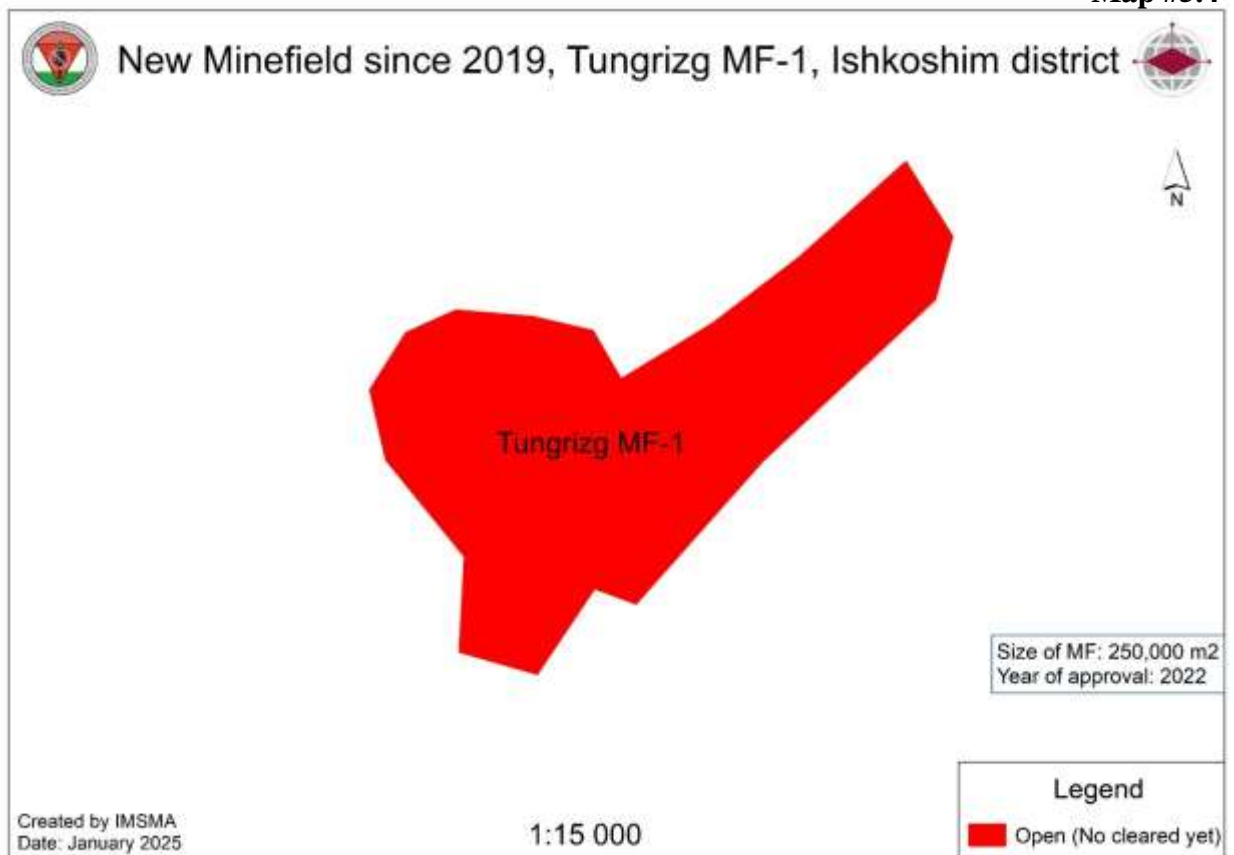 New Minefield since 2019, Tungrizg MF-1, Ishkoshim district
N
Tungrizg MF-1
Size of MF: 250,000 m2
Year of approval: 2022
Legend
Open (No cleared yet)
Created by IMSMA
Date: January 2025
1:15 000